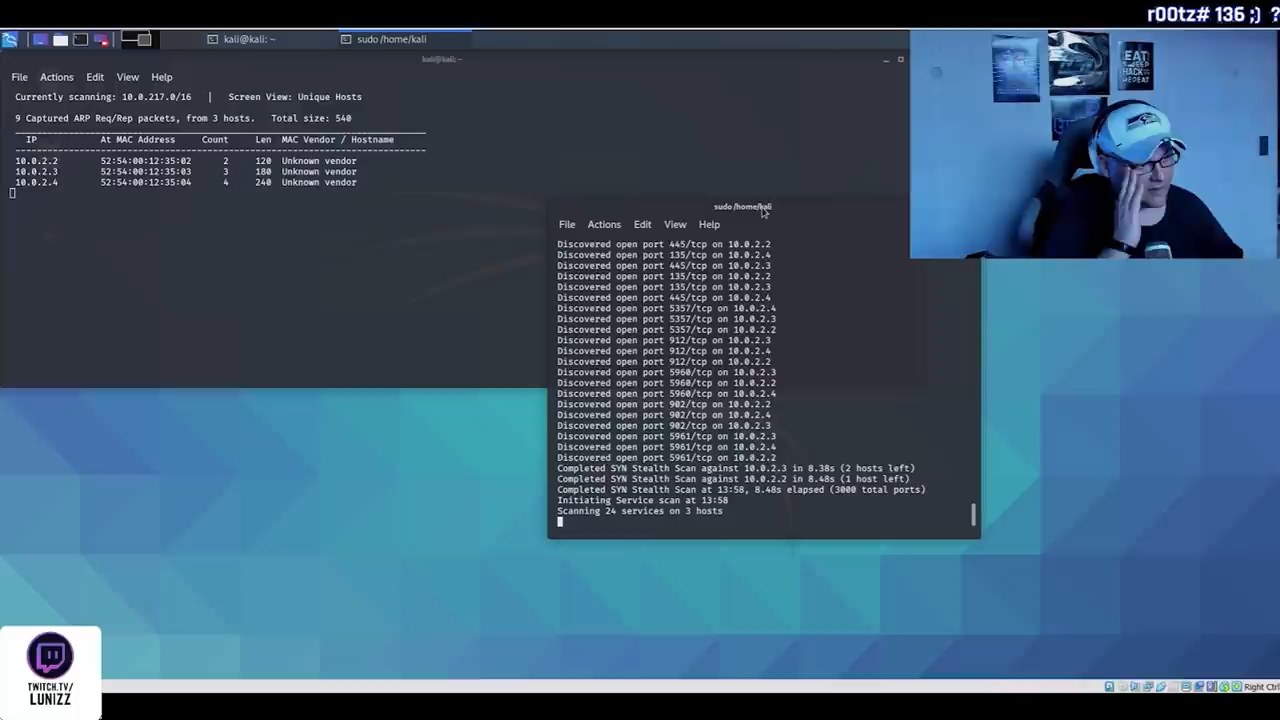 r00tz# 136 ;) ?
kali@kali: ~
sudo /home/kali
kali@kali: ~
File Actions Edit View Help
Currently scanning: 10.0.217.0/16 | Screen View: Unique Hosts
9 Captured ARP Req/Rep packets, from 3 hosts. Total size: 540
IP At MAC Address Count Len MAC Vendor / Hostname
10.0.2.2 52:54:00:12:35:02 2 120 Unknown vendor
10.0.2.3 52:54:00:12:35:03 3 180 Unknown vendor
10.0.2.4 52:54:00:12:35:04 4 240 Unknown vendor
sudo /home/kali
File Actions Edit View Help
Discovered open port 445/tcp on 10.0.2.2
Discovered open port 135/tcp on 10.0.2.4
Discovered open port 445/tcp on 10.0.2.3
Discovered open port 135/tcp on 10.0.2.2
Discovered open port 135/tcp on 10.0.2.3
Discovered open port 445/tcp on 10.0.2.4
Discovered open port 5357/tcp on 10.0.2.4
Discovered open port 5357/tcp on 10.0.2.3
Discovered open port 5357/tcp on 10.0.2.2
Discovered open port 912/tcp on 10.0.2.3
Discovered open port 912/tcp on 10.0.2.4
Discovered open port 912/tcp on 10.0.2.2
Discovered open port 5960/tcp on 10.0.2.3
Discovered open port 5960/tcp on 10.0.2.2
Discovered open port 5960/tcp on 10.0.2.4
Discovered open port 902/tcp on 10.0.2.2
Discovered open port 902/tcp on 10.0.2.4
Discovered open port 902/tcp on 10.0.2.3
Discovered open port 5961/tcp on 10.0.2.3
Discovered open port 5961/tcp on 10.0.2.4
Discovered open port 5961/tcp on 10.0.2.2
Completed SYN Stealth Scan against 10.0.2.3 in 8.38s (2 hosts left)
Completed SYN Stealth Scan against 10.0.2.2 in 8.48s (1 host left)
Completed SYN Stealth Scan at 13:58, 8.48s elapsed (3000 total ports)
Initiating Service scan at 13:58
Scanning 24 services on 3 hosts
EAT
SLEEP
HACK
REPEAT
TWITCH.TV/
LUNIZZ
Right Ctrl